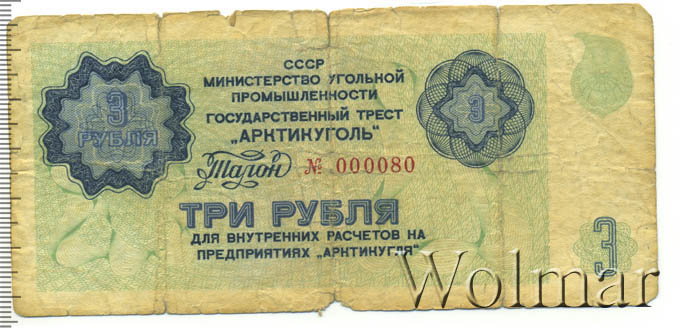 СССР
МИНИСТЕРСТВО УГОЛЬНОЙ
ПРОМЫШЛЕННОСТИ
ГОСУДАРСТВЕННЫЙ ТРЕСТ
„АРКТИКУГОЛЬ"
3
РУБЛЯ
3
Талон № 000080
ТРИ РУБЛЯ
ДЛЯ ВНУТРЕННИХ РАСЧЕТОВ НА
ПРЕДПРИЯТИЯХ „АРКТИКУГЛЯ"
3
Wolmar